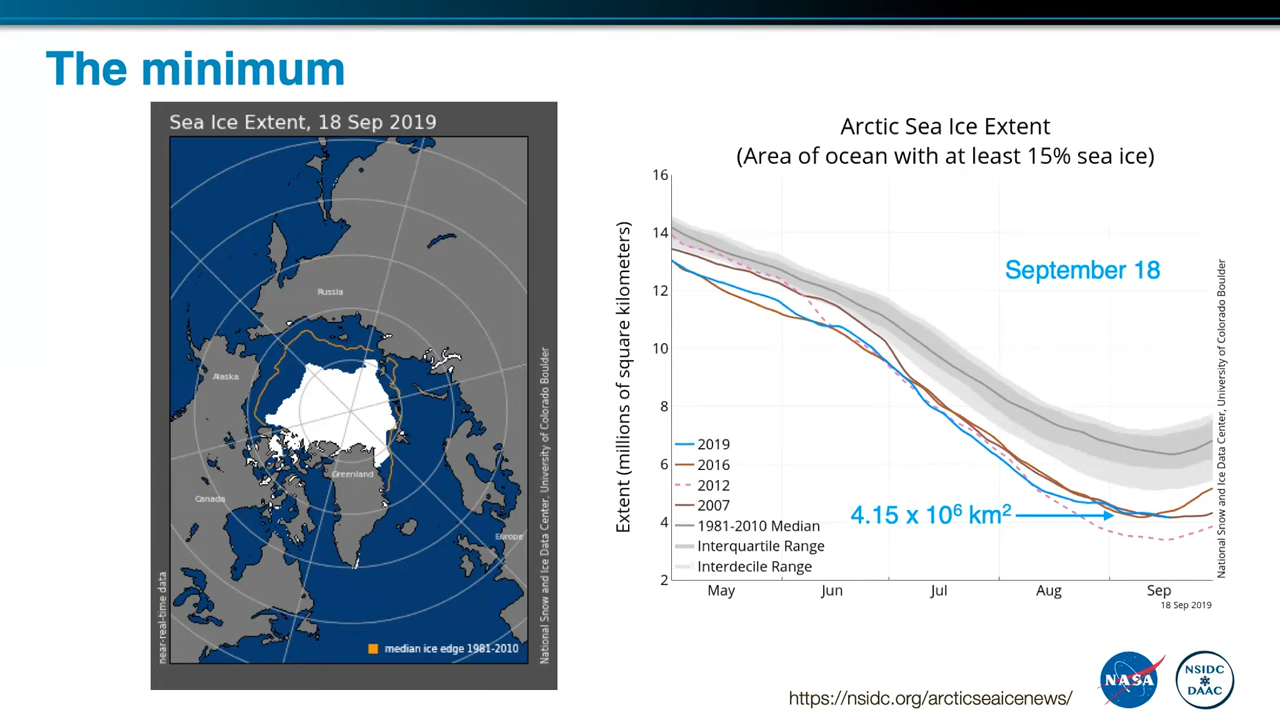 The minimum
Sea Ice Extent, 18 Sep 2019
Russia
Alaska
Greenland
Canada
Europe
near-real-time data
median ice edge 1981-2010
National Snow and Ice Data Center, University of Colorado Boulder
Arctic Sea Ice Extent
(Area of ocean with at least 15% sea ice)
Extent (millions of square kilometers)
16
14
12
10
8
6
4
2
September 18
2019
2016
2012
2007
1981-2010 Median
Interquartile Range
Interdecile Range
4.15 x 10⁶ km²
May Jun Jul Aug Sep
18 Sep 2019
National Snow and Ice Data Center, University of Colorado Boulder
https://nsidc.org/arcticseaicenews/
NASA
NSIDC
DAAC